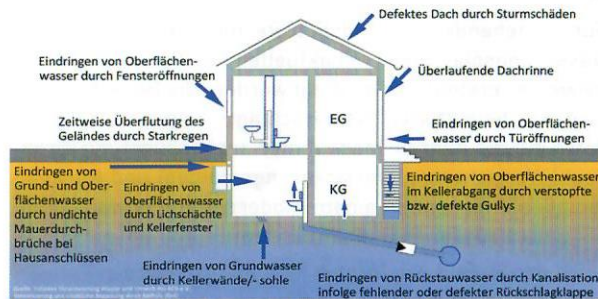 Defektes Dach durch Sturmschäden
Eindringen von Oberflächen-
wasser durch Fensteröffnungen
Überlaufende Dachrinne
Zeitweise Überflutung des
Geländes durch Starkregen
EG
Eindringen von Oberflächen-
wasser durch Türöffnungen
Eindringen von
Grund- und Ober-
flächenwasser
durch undichte
Mauerdurch-
brüche bei
Hausanschlüssen
Eindringen von
Oberflächenwasser
durch Lichschächte
und Kellerfenster
KG
Eindringen von Oberflächenwasser
im Kellerabgang durch verstopfte
bzw. defekte Gullys
Eindringen von Grundwasser
durch Kellerwände/- sohle
Eindringen von Rückstauwasser durch Kanalisation
infolge fehlender oder defekter Rückschlagklappe